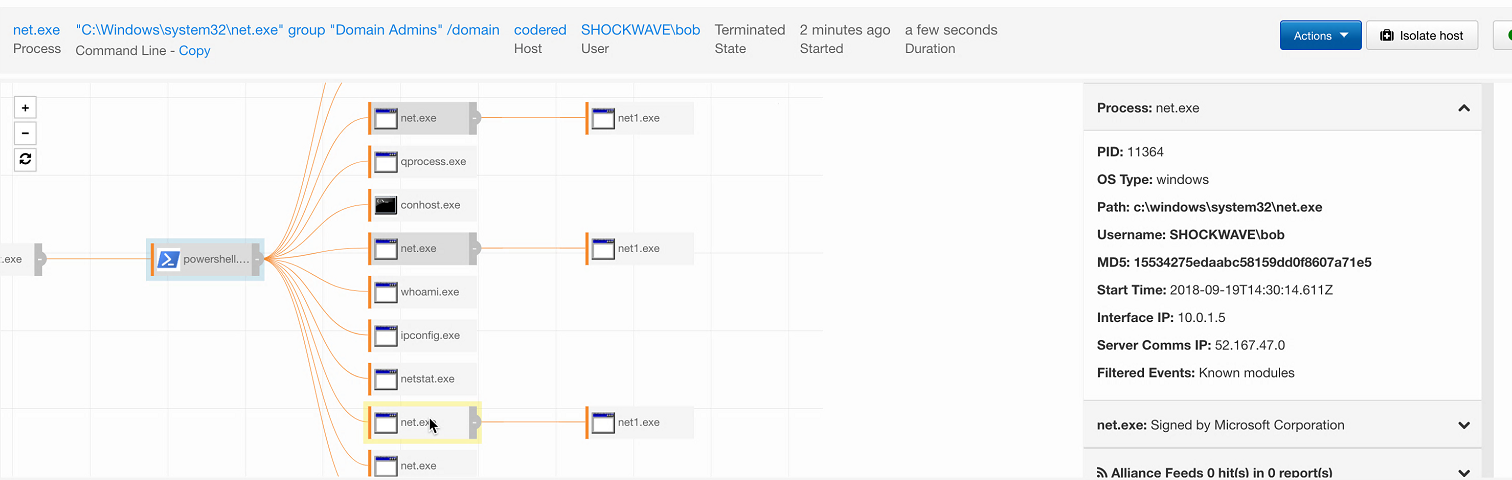 net.exe "C:\Windows\system32\net.exe" group "Domain Admins" /domain codered SHOCKWAVE\bob Terminated 2 minutes ago a few seconds
Process Command Line - Copy Host User State Started Duration
Actions
Isolate host
+
−
net.exe
net1.exe
qprocess.exe
conhost.exe
net.exe
net1.exe
.exe
powershell....
whoami.exe
ipconfig.exe
netstat.exe
net.exe
net1.exe
net.exe
Process: net.exe
PID: 11364
OS Type: windows
Path: c:\windows\system32\net.exe
Username: SHOCKWAVE\bob
MD5: 15534275edaabc58159dd0f8607a71e5
Start Time: 2018-09-19T14:30:14.611Z
Interface IP: 10.0.1.5
Server Comms IP: 52.167.47.0
Filtered Events: Known modules
net.exe: Signed by Microsoft Corporation
Alliance Feeds 0 hit(s) in 0 report(s)